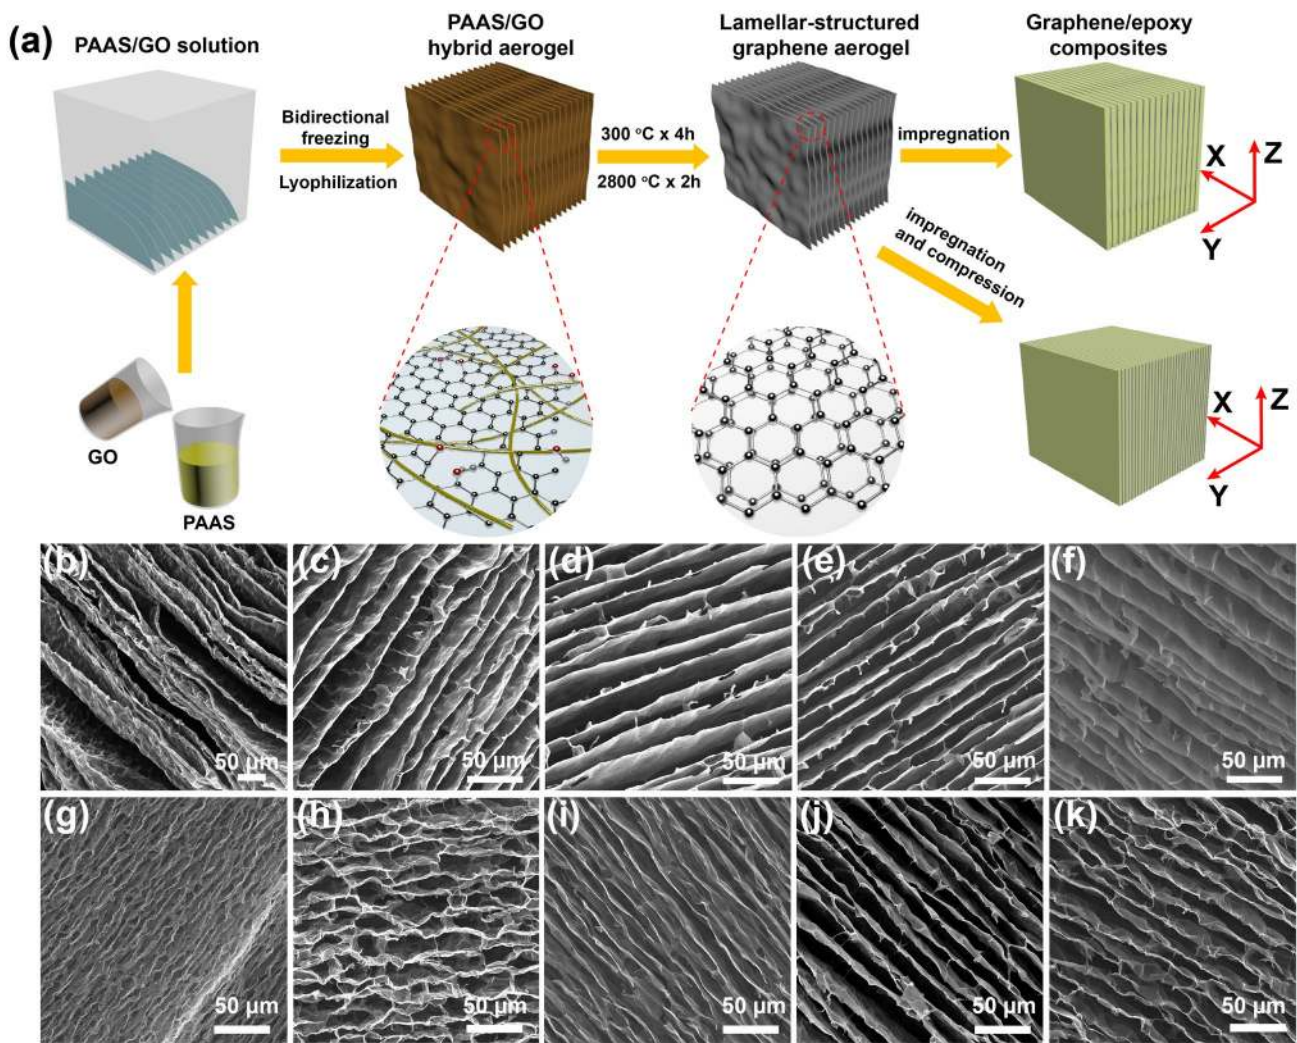 (a)
PAAS/GO solution
PAAS/GO
hybrid aerogel
Lamellar-structured
graphene aerogel
Graphene/epoxy
composites
Bidirectional
freezing
Lyophilization
300 °C x 4h
2800 °C x 2h
impregnation
X
Z
Y
impregnation
and compression
GO
PAAS
X
Z
Y
(b)
50 µm
(c)
50 µm
(d)
50 µm
(e)
50 µm
(f)
50 µm
(g)
50 µm
(h)
50 µm
(i)
50 µm
(j)
50 µm
(k)
50 µm